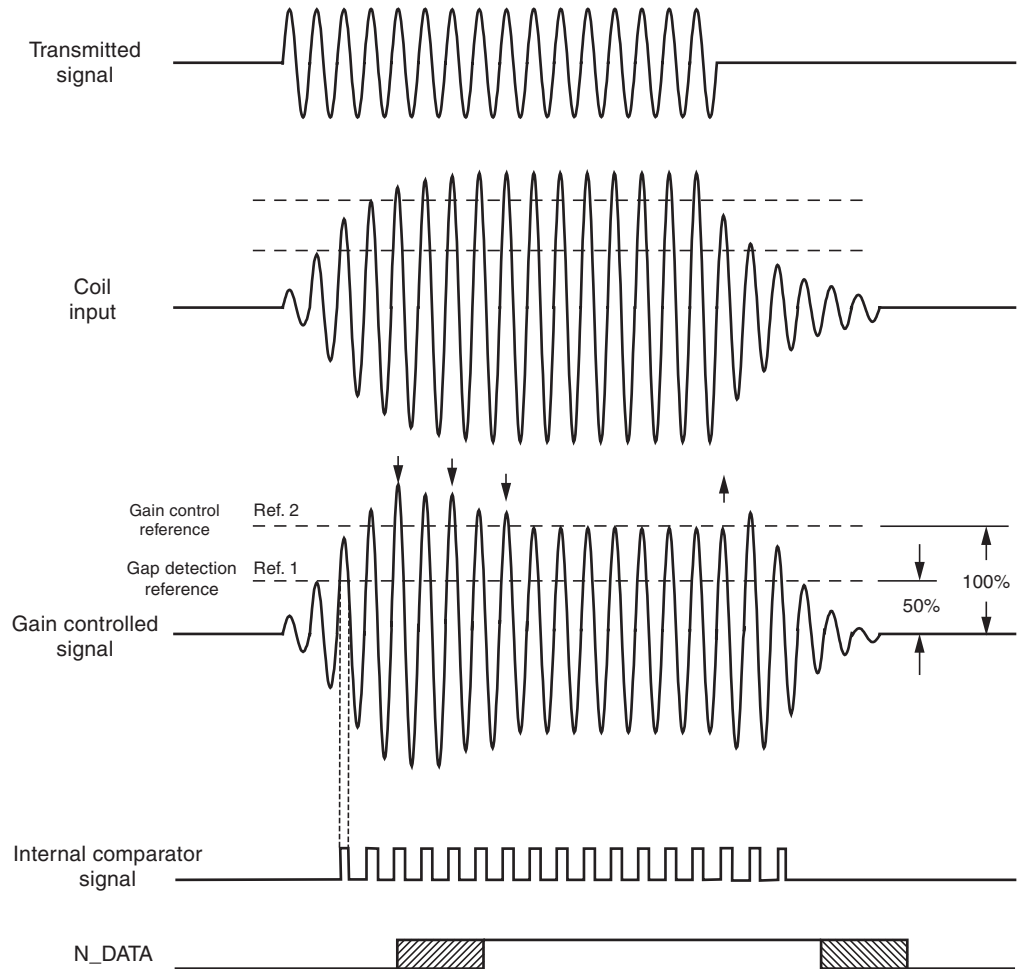 Transmitted
signal
Coil
input
Gain control
reference
Ref. 2
Gap detection
reference
Ref. 1
100%
50%
Gain controlled
signal
Internal comparator
signal
N_DATA